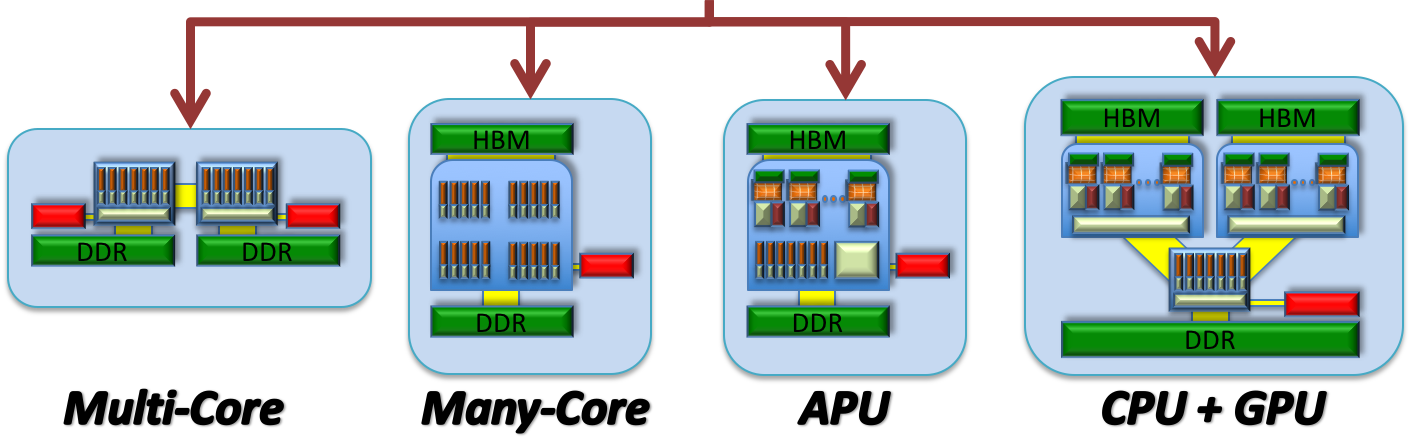 HBM HBM
HBM HBM
DDR DDR
DDR DDR
DDR
Multi-Core Many-Core APU CPU + GPU